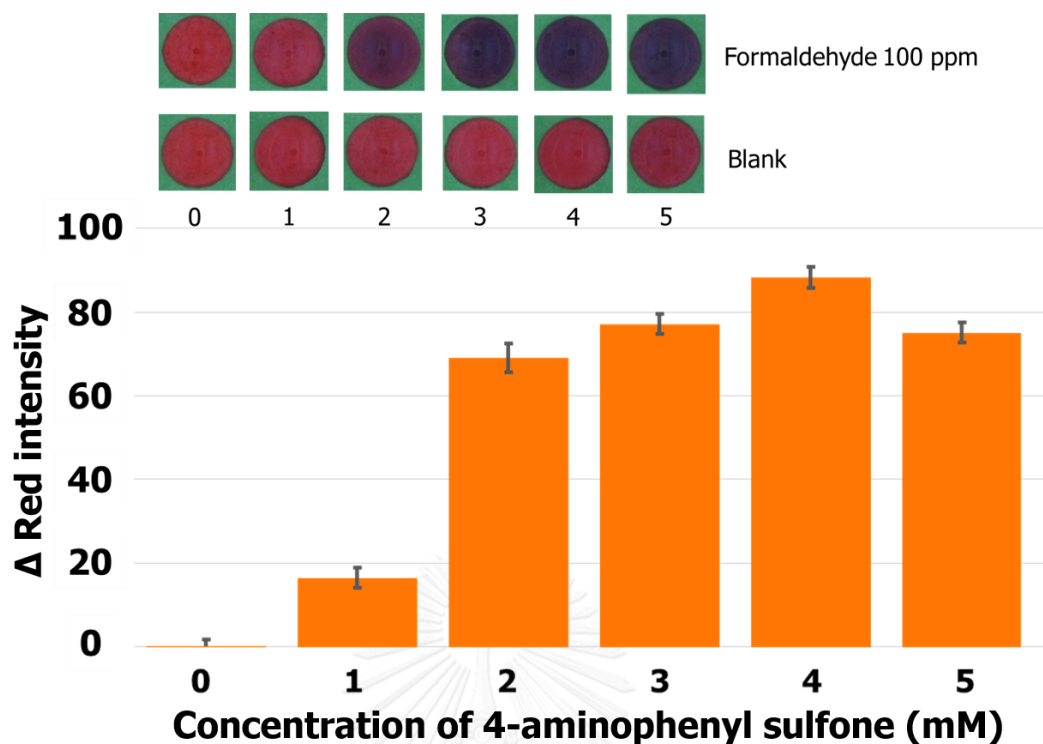 Formaldehyde 100 ppm
Blank
0 1 2 3 4 5
100
80
60
40
20
0
Δ Red intensity
0 1 2 3 4 5
Concentration of 4-aminophenyl sulfone (mM)